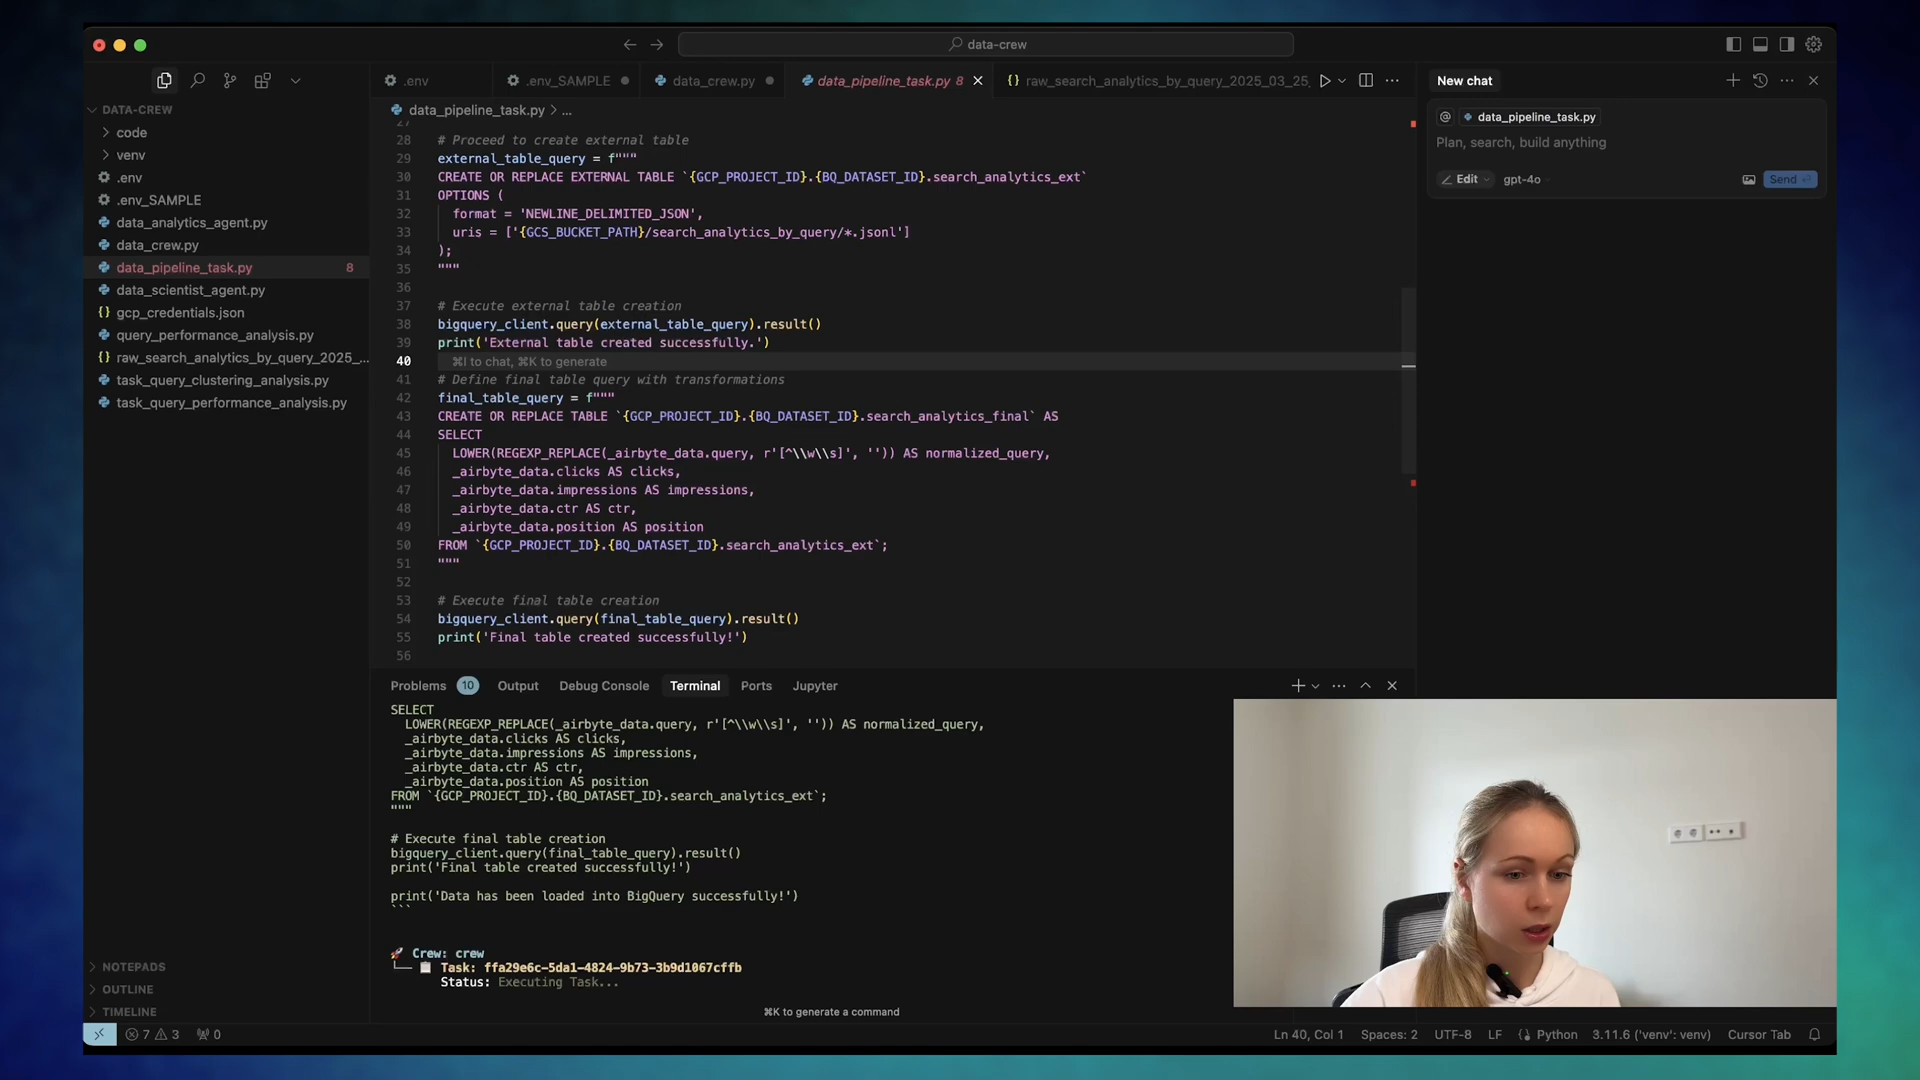 data-crew
.env
.env_SAMPLE
data_crew.py
data_pipeline_task.py 8
raw_search_analytics_by_query_2025_03_25
New chat
DATA-CREW
code
venv
.env
.env_SAMPLE
data_analytics_agent.py
data_crew.py
data_pipeline_task.py 8
data_scientist_agent.py
gcp_credentials.json
query_performance_analysis.py
raw_search_analytics_by_query_2025_...
task_query_clustering_analysis.py
task_query_performance_analysis.py
NOTEPADS
OUTLINE
TIMELINE
data_pipeline_task.py > ...
27
28 # Proceed to create external table
29 external_table_query = f"""
30 CREATE OR REPLACE EXTERNAL TABLE `{GCP_PROJECT_ID}.{BQ_DATASET_ID}.search_analytics_ext`
31 OPTIONS (
32 format = 'NEWLINE_DELIMITED_JSON',
33 uris = ['{GCS_BUCKET_PATH}/search_analytics_by_query/*.jsonl']
34 );
35 """
36
37 # Execute external table creation
38 bigquery_client.query(external_table_query).result()
39 print('External table created successfully.')
40 ⌘I to chat, ⌘K to generate
41 # Define final table query with transformations
42 final_table_query = f"""
43 CREATE OR REPLACE TABLE `{GCP_PROJECT_ID}.{BQ_DATASET_ID}.search_analytics_final` AS
44 SELECT
45 LOWER(REGEXP_REPLACE(_airbyte_data.query, r'[^\\w\\s]', '')) AS normalized_query,
46 _airbyte_data.clicks AS clicks,
47 _airbyte_data.impressions AS impressions,
48 _airbyte_data.ctr AS ctr,
49 _airbyte_data.position AS position
50 FROM `{GCP_PROJECT_ID}.{BQ_DATASET_ID}.search_analytics_ext`;
51 """
52
53 # Execute final table creation
54 bigquery_client.query(final_table_query).result()
55 print('Final table created successfully!')
56
@ data_pipeline_task.py
Plan, search, build anything
Edit gpt-4o Send
Problems 10 Output Debug Console Terminal Ports Jupyter
SELECT
LOWER(REGEXP_REPLACE(_airbyte_data.query, r'[^\\w\\s]', '')) AS normalized_query,
_airbyte_data.clicks AS clicks,
_airbyte_data.impressions AS impressions,
_airbyte_data.ctr AS ctr,
_airbyte_data.position AS position
FROM `{GCP_PROJECT_ID}.{BQ_DATASET_ID}.search_analytics_ext`;
"""
# Execute final table creation
bigquery_client.query(final_table_query).result()
print('Final table created successfully!')
print('Data has been loaded into BigQuery successfully!')
```
🚀 Crew: crew
└── 📋 Task: ffa29e6c-5da1-4824-9b73-3b9d1067cffb
Status: Executing Task...
⌘K to generate a command
7 3 0
Ln 40, Col 1 Spaces: 2 UTF-8 LF Python 3.11.6 ('venv': venv) Cursor Tab